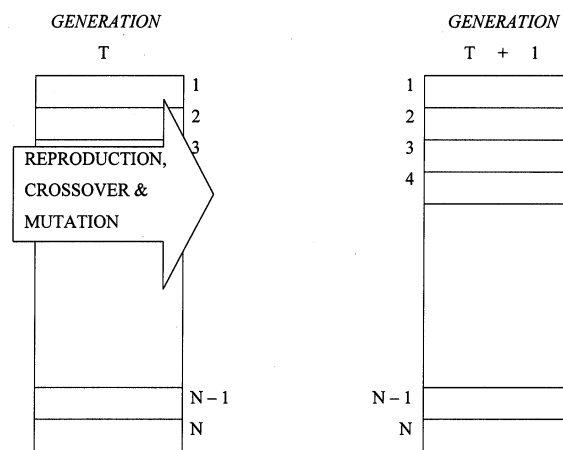 GENERATION
T
1
2
3
REPRODUCTION,
CROSSOVER &
MUTATION
N – 1
N
GENERATION
T + 1
1
2
3
4
N – 1
N